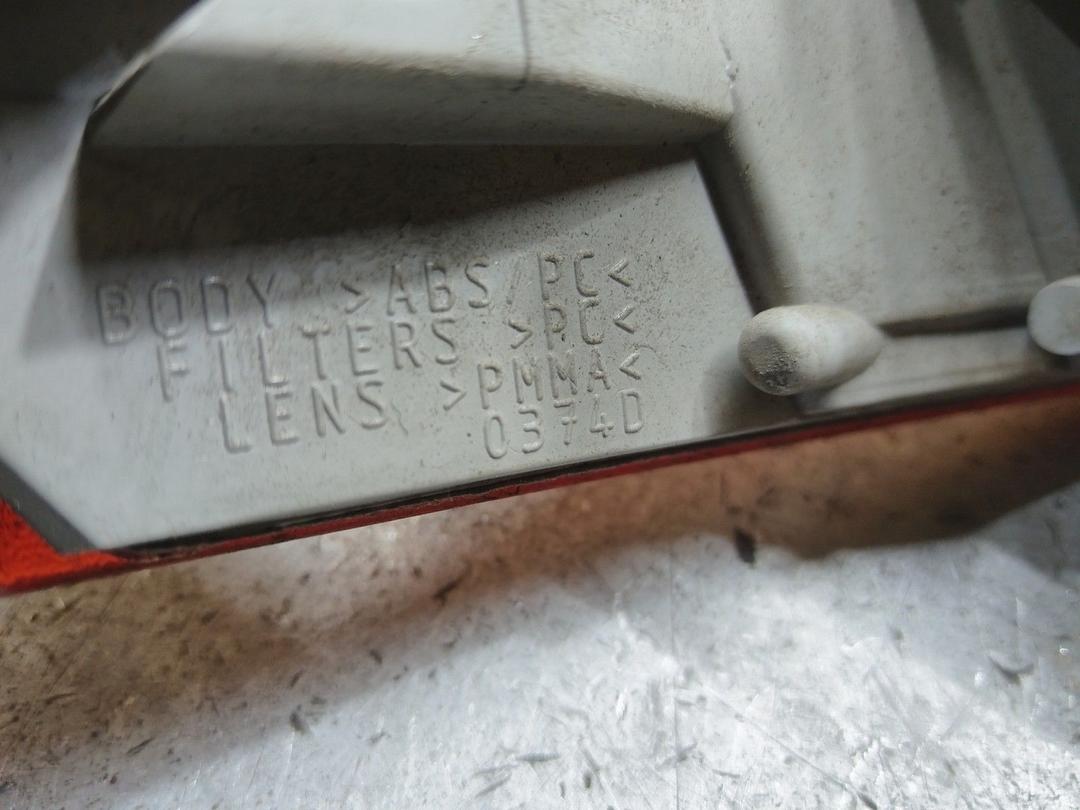 BODY >ABS/PC<
FILTERS >PC<
LENS >PMMA<
0374D